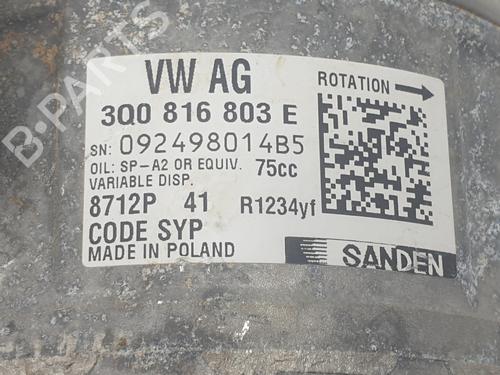 VW AG
ROTATION
3Q0 816 803 E
SN: 092498014B5
OIL: SP-A2 OR EQUIV. 75cc
VARIABLE DISP.
8712P 41 R1234yf
CODE SYP
MADE IN POLAND
SANDEN
B-PARTS